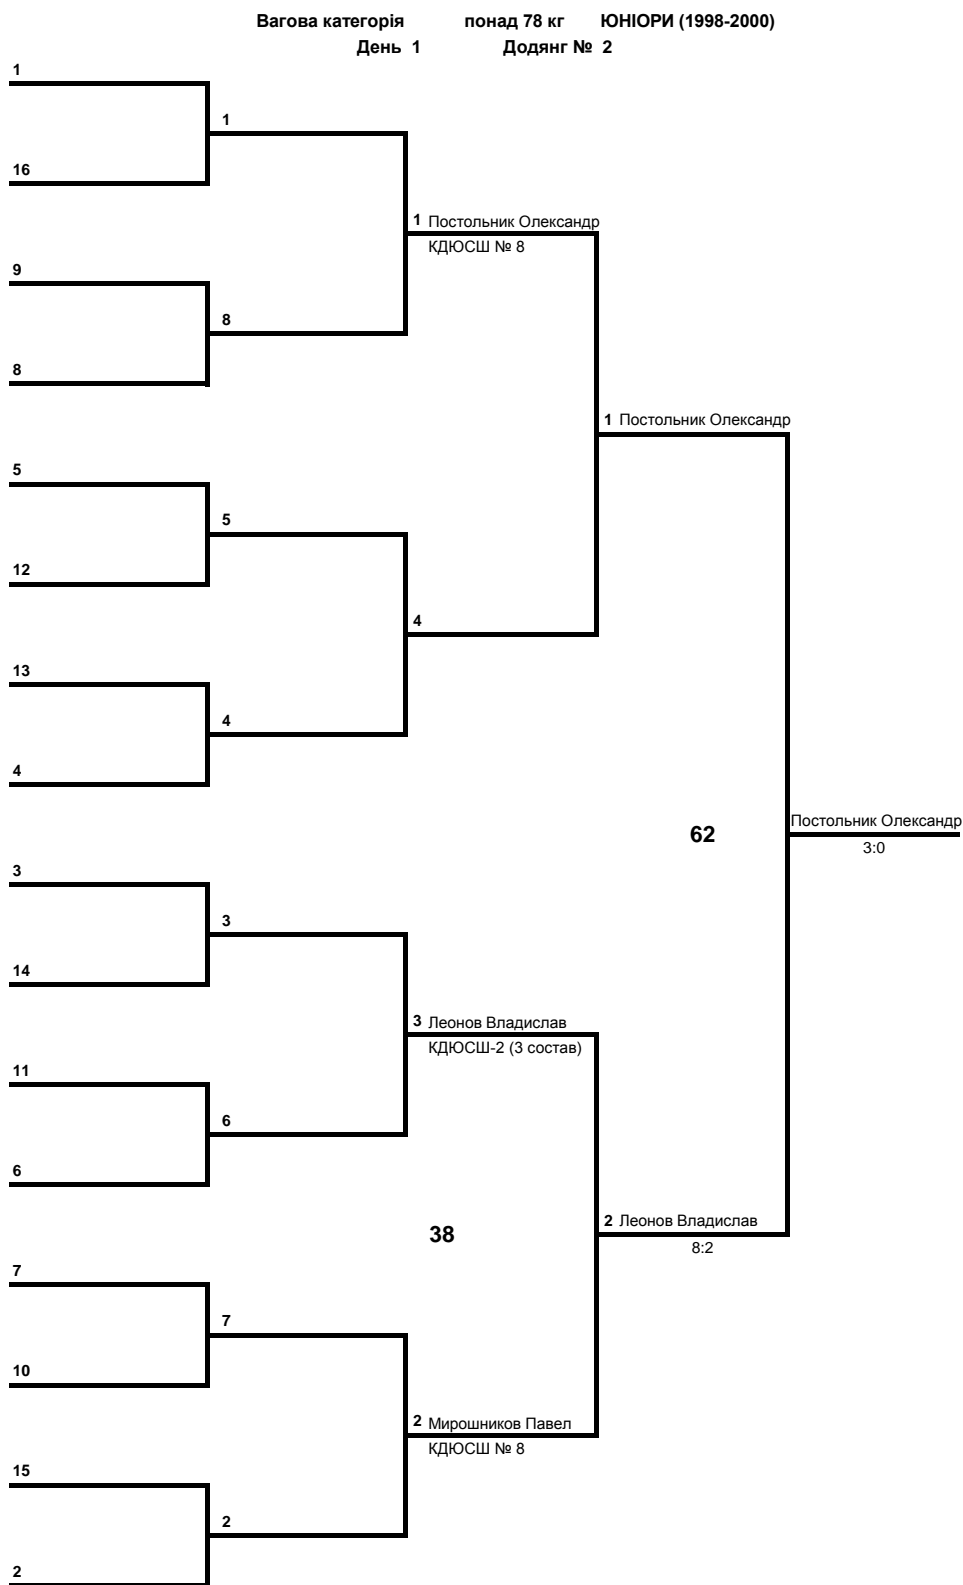 Вагова категорія понад 78 кг ЮНІОРИ (1998-2000)
День 1 Додянг № 2
1
1
16
1 Постольник Олександр
КДЮСШ № 8
9
8
8
1 Постольник Олександр
5
5
12
4
13
4
4
62
Постольник Олександр
3:0
3
3
14
3 Леонов Владислав
КДЮСШ-2 (3 состав)
11
6
6
38
2 Леонов Владислав
8:2
7
7
10
2 Мирошников Павел
КДЮСШ № 8
15
2
2